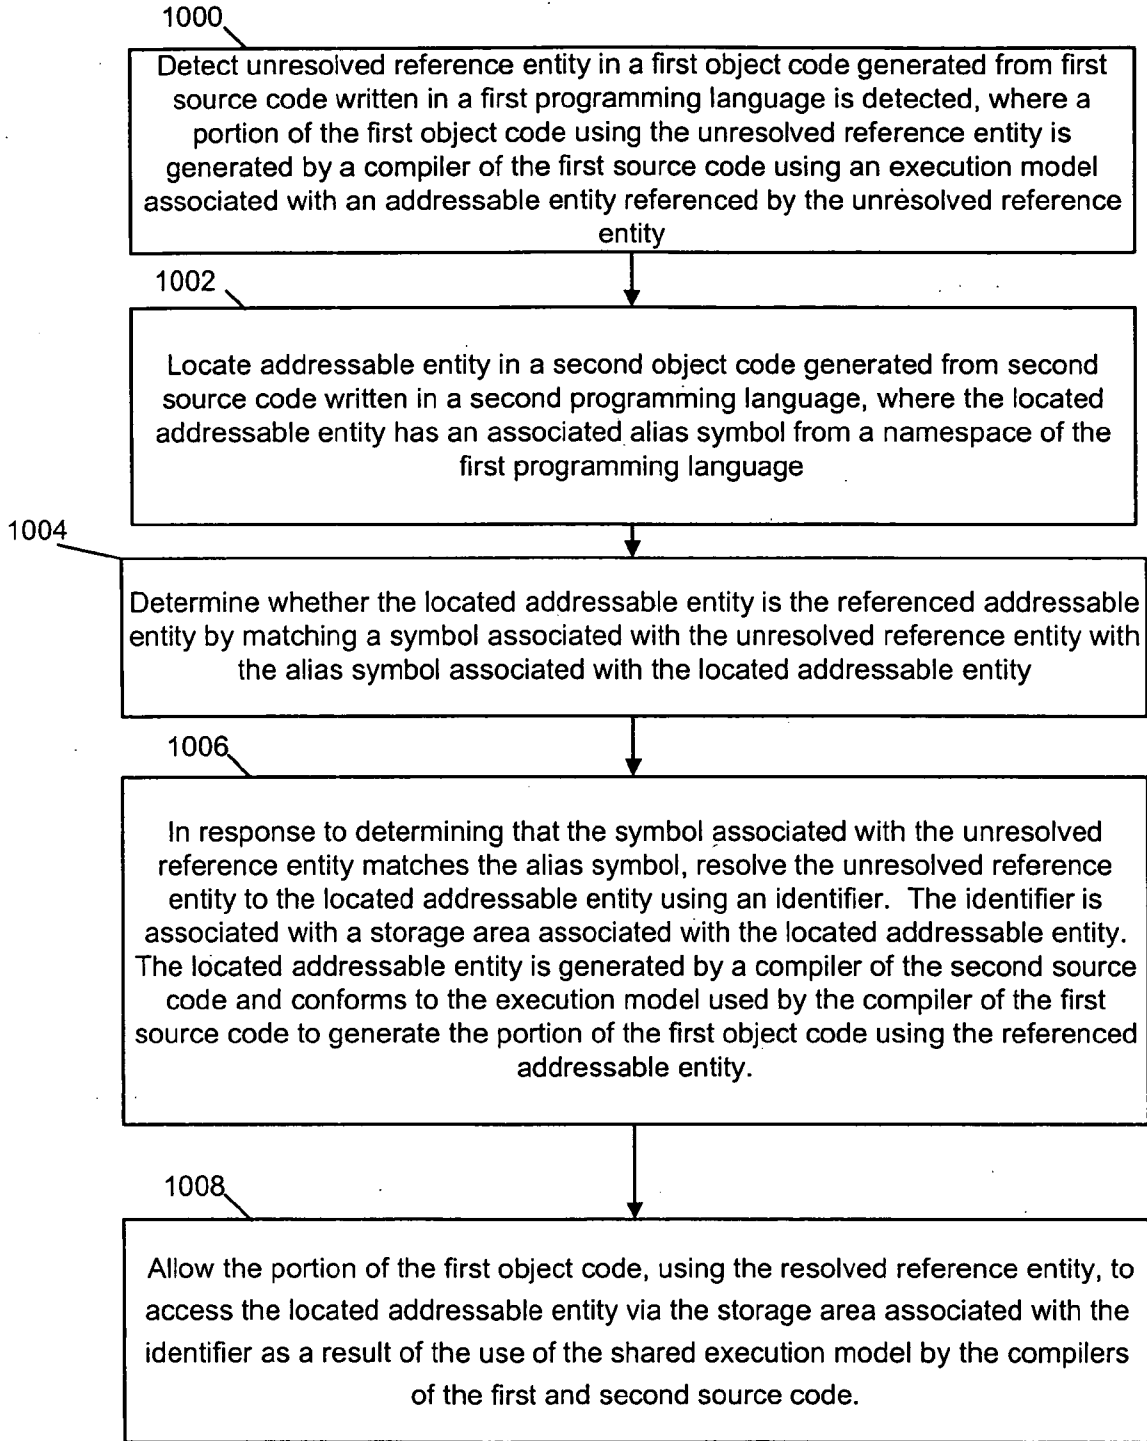 1000
Detect unresolved reference entity in a first object code generated from first
source code written in a first programming language is detected, where a
portion of the first object code using the unresolved reference entity is
generated by a compiler of the first source code using an execution model
associated with an addressable entity referenced by the unresolved reference
entity
1002
Locate addressable entity in a second object code generated from second
source code written in a second programming language, where the located
addressable entity has an associated alias symbol from a namespace of the
first programming language
1004
Determine whether the located addressable entity is the referenced addressable
entity by matching a symbol associated with the unresolved reference entity with
the alias symbol associated with the located addressable entity
1006
In response to determining that the symbol associated with the unresolved
reference entity matches the alias symbol, resolve the unresolved reference
entity to the located addressable entity using an identifier. The identifier is
associated with a storage area associated with the located addressable entity.
The located addressable entity is generated by a compiler of the second source
code and conforms to the execution model used by the compiler of the first
source code to generate the portion of the first object code using the referenced
addressable entity.
1008
Allow the portion of the first object code, using the resolved reference entity, to
access the located addressable entity via the storage area associated with the
identifier as a result of the use of the shared execution model by the compilers
of the first and second source code.